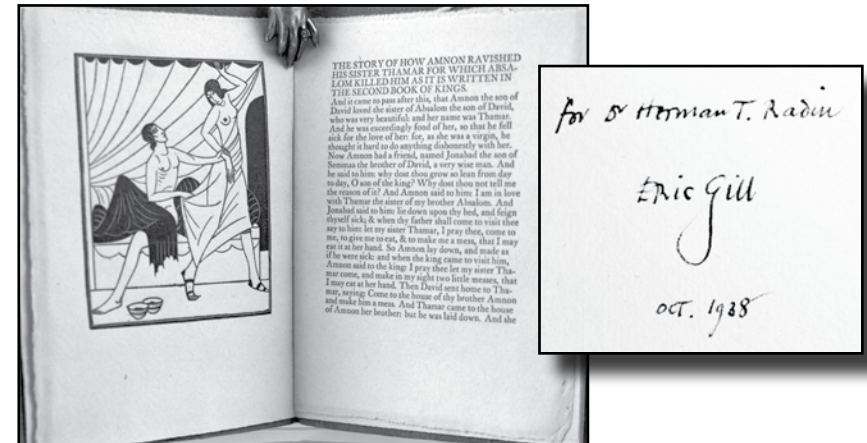 THE STORY OF HOW AMNON RAVISHED
HIS SISTER THAMAR FOR WHICH ABSA-
LOM KILLED HIM AS IT IS WRITTEN IN
THE SECOND BOOK OF KINGS.
And it came to pass after this, that Amnon the son of
David loved the sister of Absalom the son of David,
who was very beautiful: and her name was Thamar.
And he was exceedingly fond of her, so that he fell
sick for the love of her: for, as she was a virgin, he
thought it hard to do anything dishonestly with her.
Now Amnon had a friend, named Jonadab the son of
Semmaa the brother of David, a very wise man. And
he said to him: why dost thou grow so lean from day
to day, O son of the king? Why dost thou not tell me
the reason of it? And Amnon said to him: I am in love
with Thamar the sister of my brother Absalom. And
Jonadab said to him: lie down upon thy bed, and feign
thyself sick; & when thy father shall come to visit thee
say to him: let my sister Thamar, I pray thee, come to
me, to give me to eat, & to make me a mess, that I may
eat it at her hand. So Amnon lay down, and made as
if he were sick: and when the king came to visit him,
Amnon said to the king: I pray thee let my sister Tha-
mar come, and make in my sight two little messes, that
I may eat at her hand. Then David sent home to Tha-
mar, saying: Come to the house of thy brother Amnon
and make him a mess. And Thamar came to the house
of Amnon her brother: but he was laid down. And she
for Dr Herman T. Radin
Eric Gill
OCT. 1938